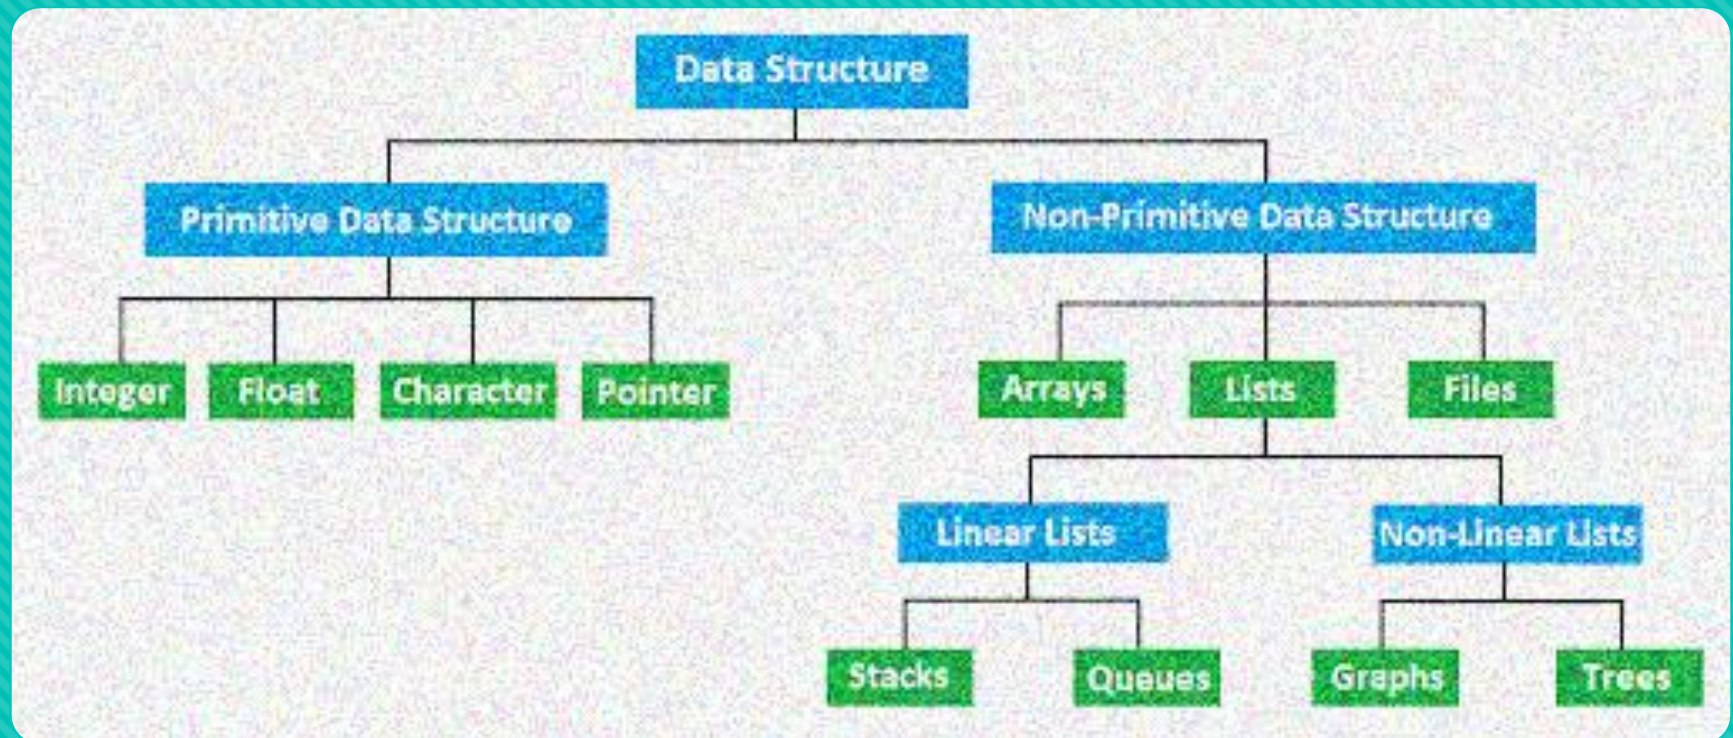 Data Structure
Primitive Data Structure
Non-Primitive Data Structure
Integer
Float
Character
Pointer
Arrays
Lists
Files
Linear Lists
Non-Linear Lists
Stacks
Queues
Graphs
Trees